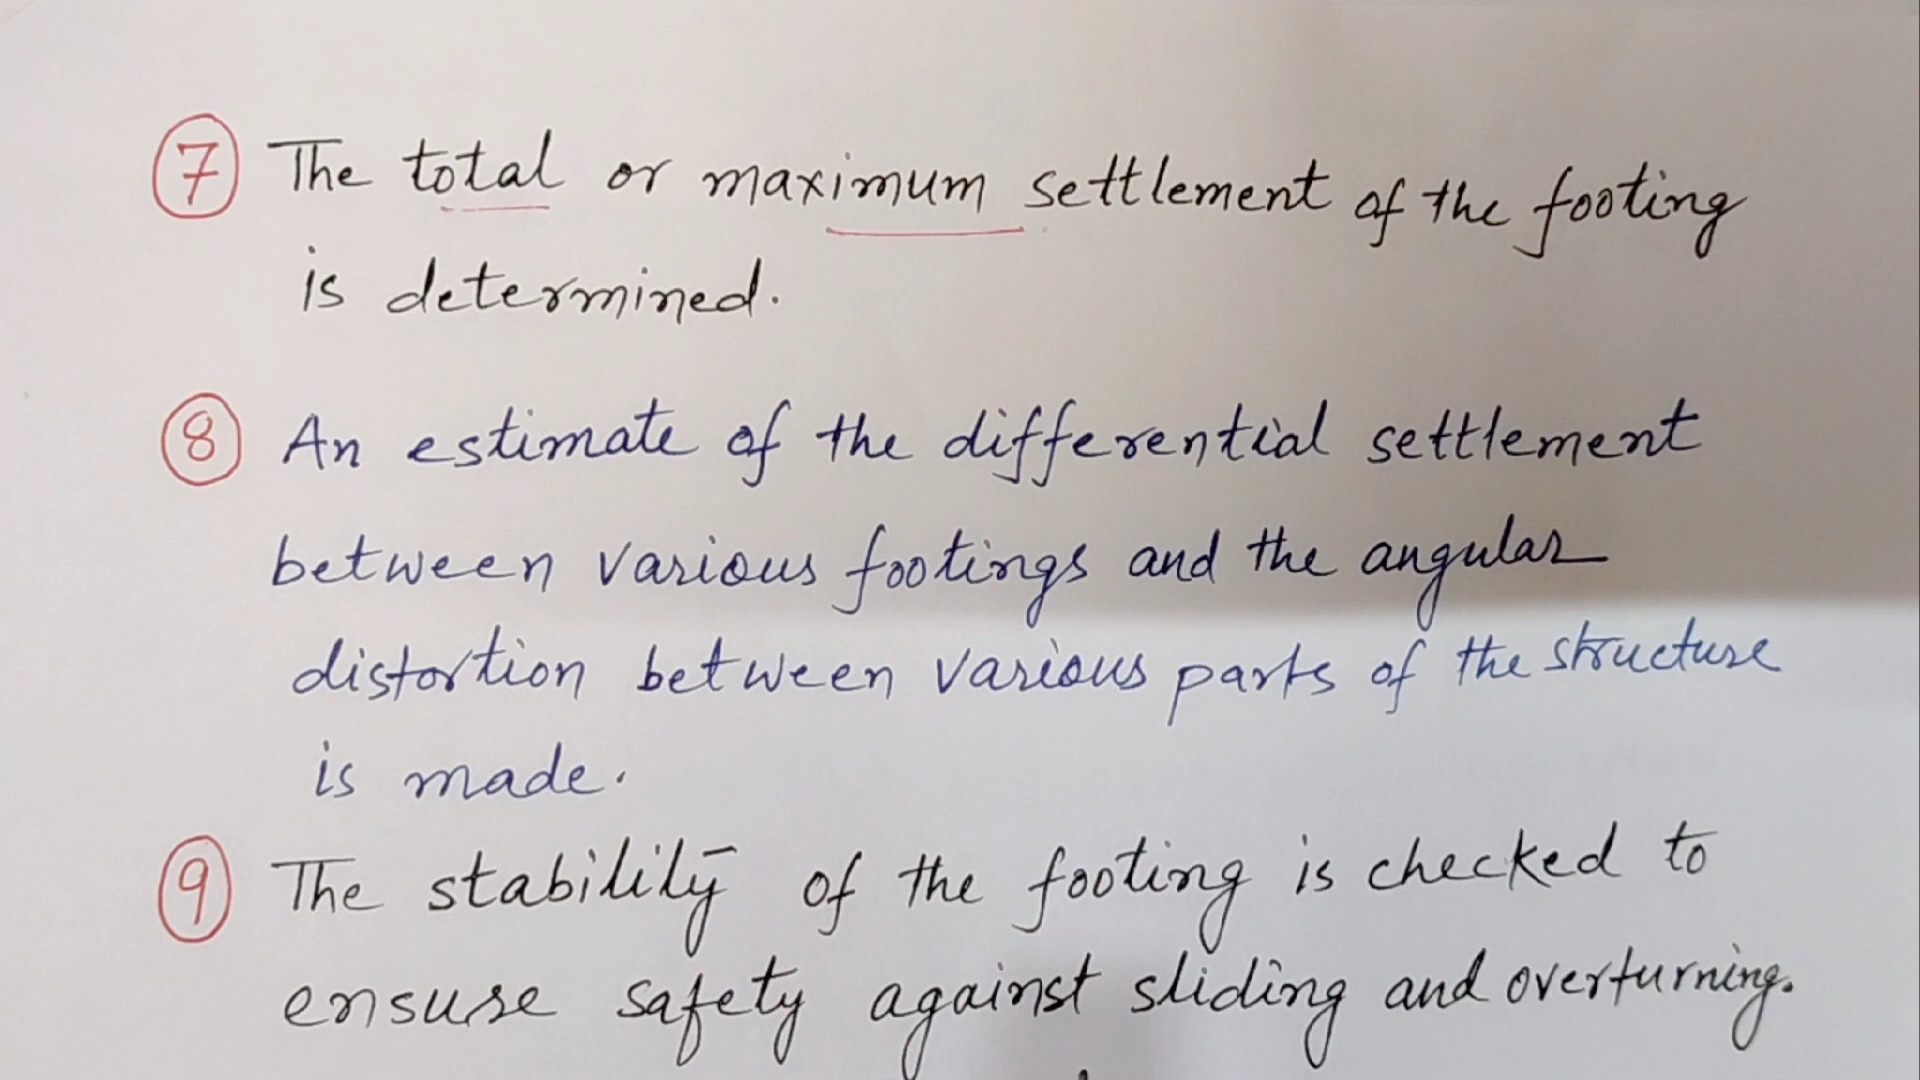 7 The total or maximum settlement of the footing
is determined.
8 An estimate of the differential settlement
between various footings and the angular
distortion between various parts of the structure
is made.
9 The stability of the footing is checked to
ensure safety against sliding and overturning.